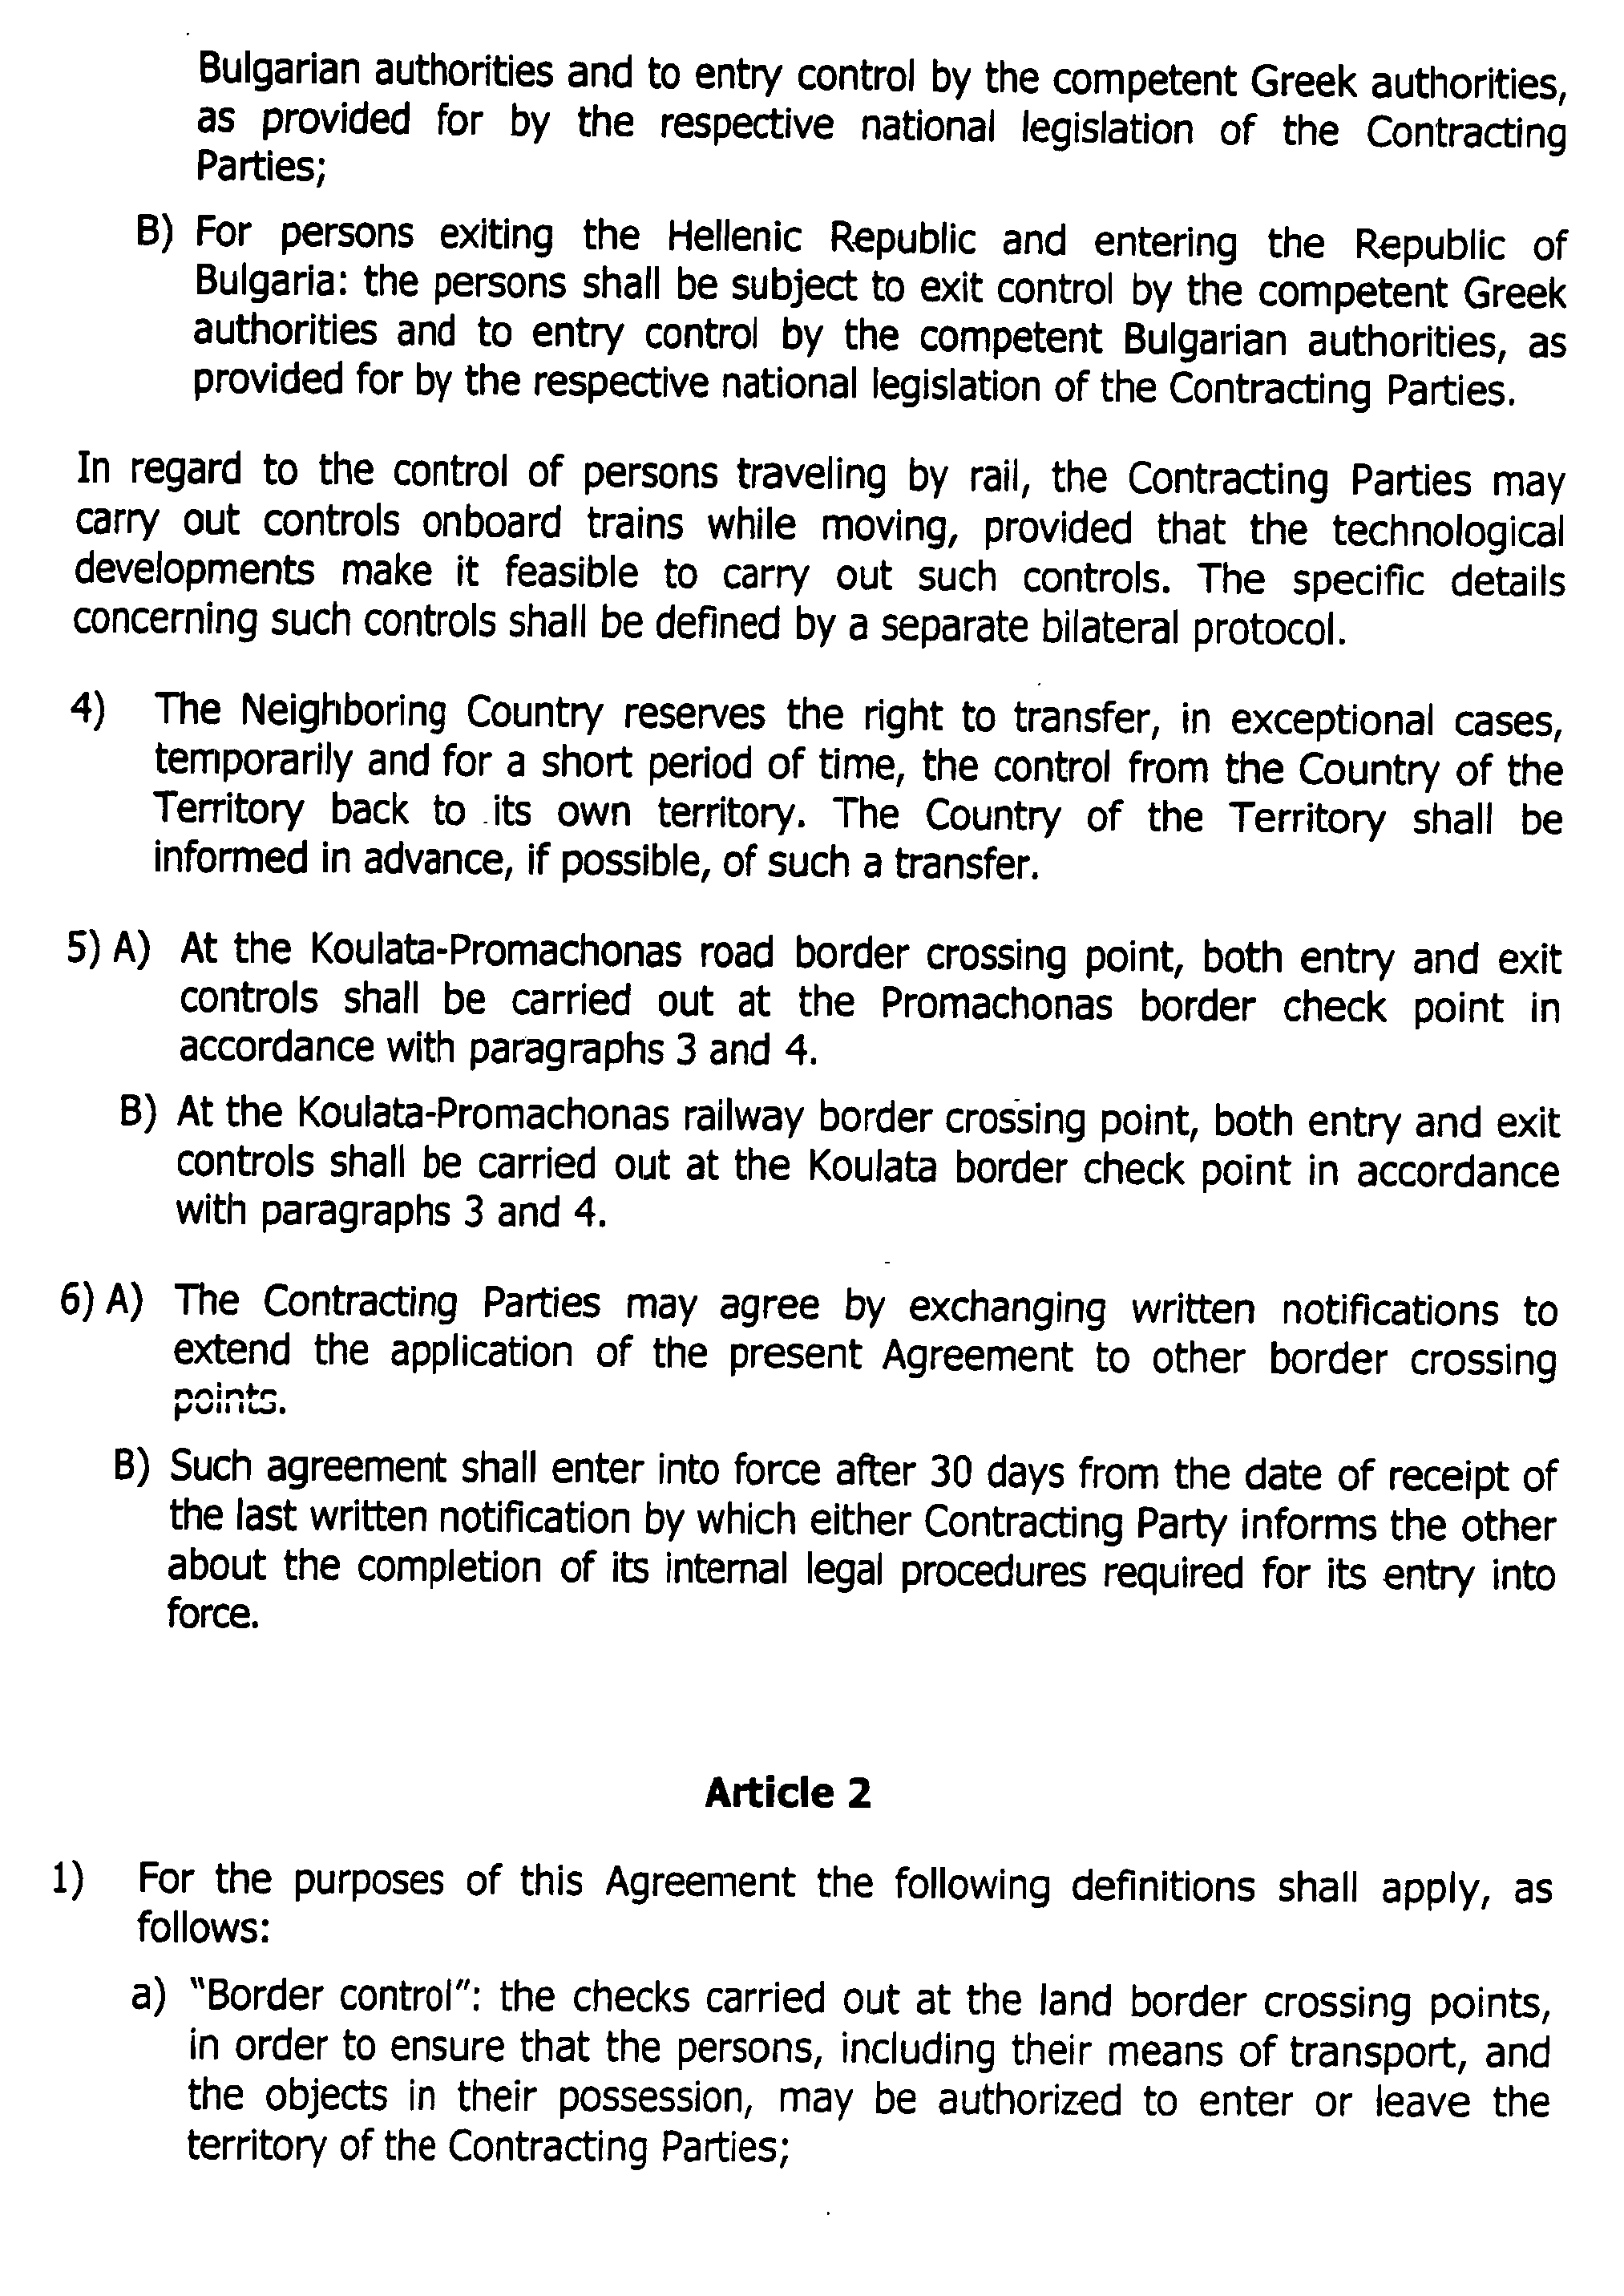 Bulgarian authorities and to entry control by the competent Greek authorities,
as provided for by the respective national legislation of the Contracting
Parties;
B) For persons exiting the Hellenic Republic and entering the Republic of
Bulgaria: the persons shall be subject to exit control by the competent Greek
authorities and to entry control by the competent Bulgarian authorities, as
provided for by the respective national legislation of the Contracting Parties.
In regard to the control of persons traveling by rail, the Contracting Parties may
carry out controls onboard trains while moving, provided that the technological
developments make it feasible to carry out such controls. The specific details
concerning such controls shall be defined by a separate bilateral protocol.
4) The Neighboring Country reserves the right to transfer, in exceptional cases,
temporarily and for a short period of time, the control from the Country of the
Territory back to its own territory. The Country of the Territory shall be
informed in advance, if possible, of such a transfer.
5) A) At the Koulata-Promachonas road border crossing point, both entry and exit
controls shall be carried out at the Promachonas border check point in
accordance with paragraphs 3 and 4.
B) At the Koulata-Promachonas railway border crossing point, both entry and exit
controls shall be carried out at the Koulata border check point in accordance
with paragraphs 3 and 4.
6) A) The Contracting Parties may agree by exchanging written notifications to
extend the application of the present Agreement to other border crossing
points.
B) Such agreement shall enter into force after 30 days from the date of receipt of
the last written notification by which either Contracting Party informs the other
about the completion of its internal legal procedures required for its entry into
force.
Article 2
1) For the purposes of this Agreement the following definitions shall apply, as
follows:
a) "Border control": the checks carried out at the land border crossing points,
in order to ensure that the persons, including their means of transport, and
the objects in their possession, may be authorized to enter or leave the
territory of the Contracting Parties;